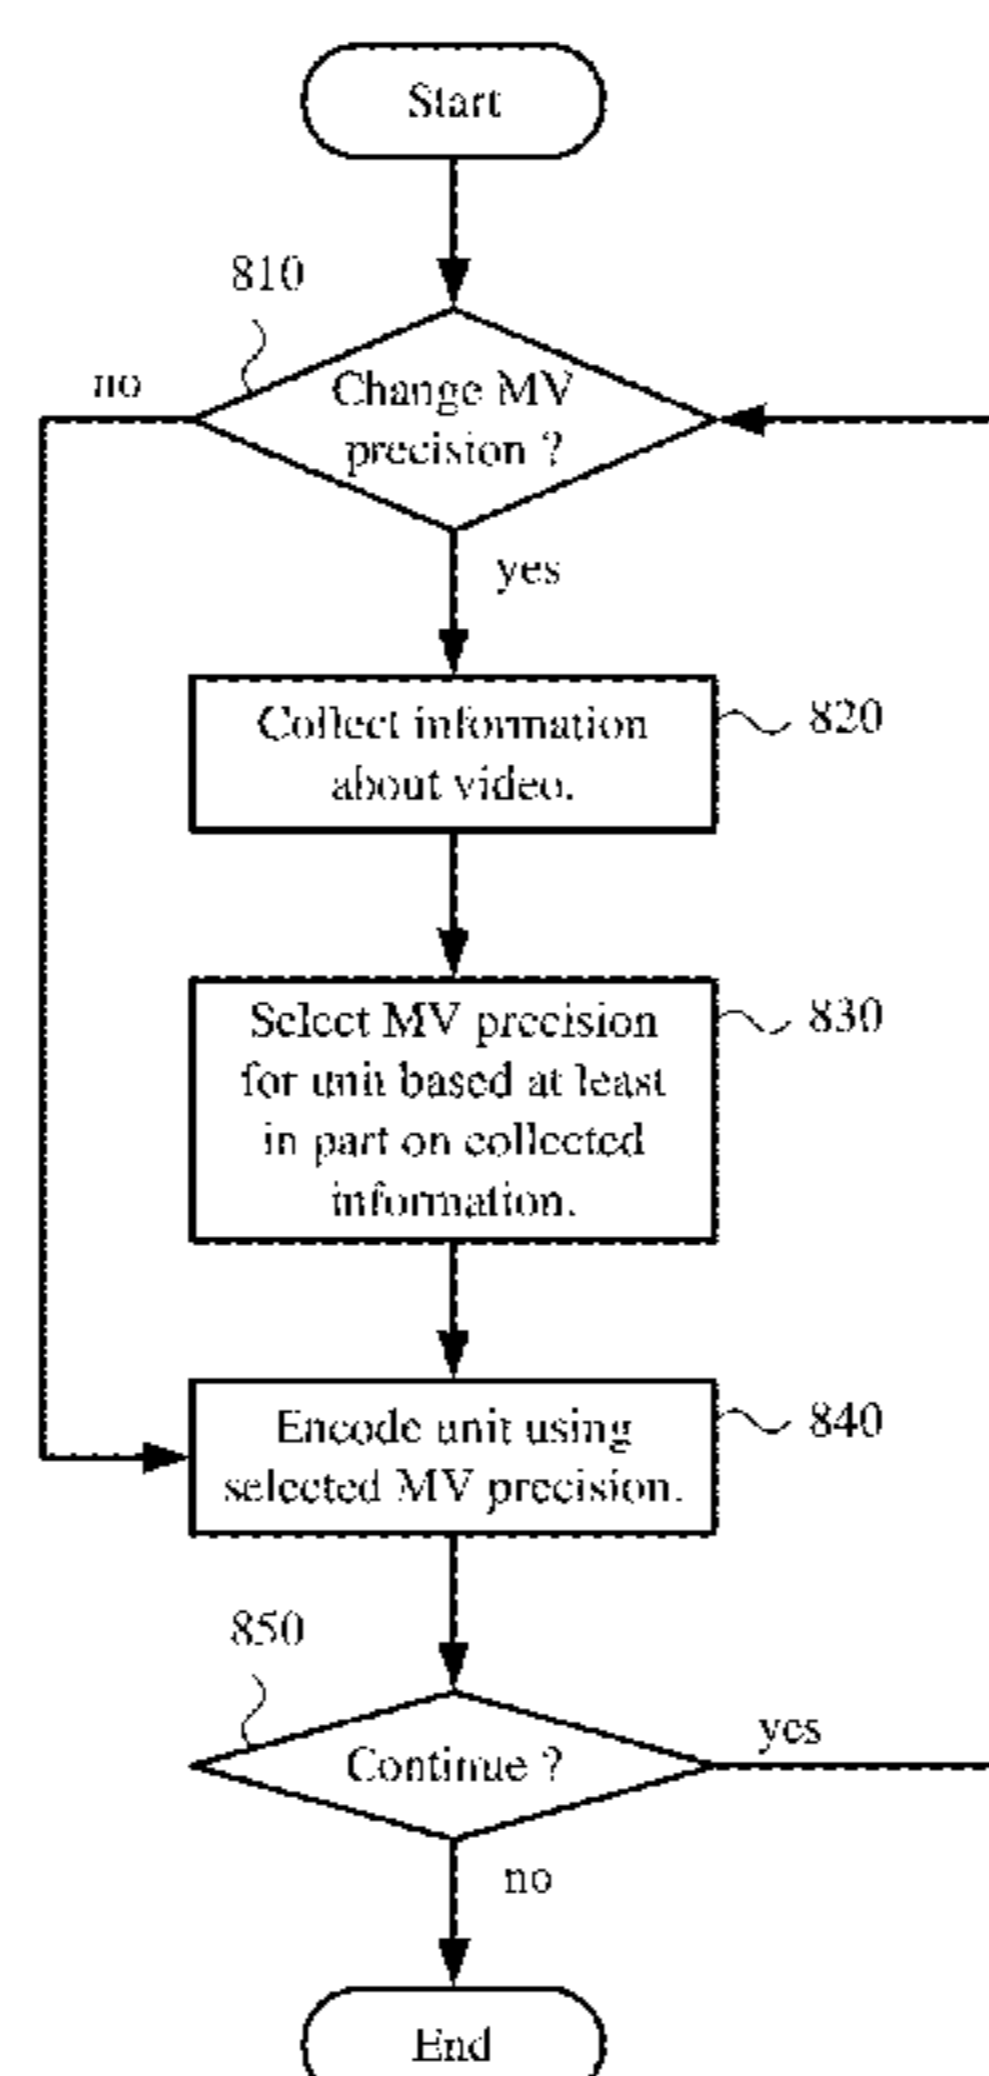 Start
810
no
Change MV
precision ?
yes
Collect information
about video.
820
Select MV precision
for unit based at least
in part on collected
information.
830
Encode unit using
selected MV precision.
840
850
Continue ?
yes
no
End